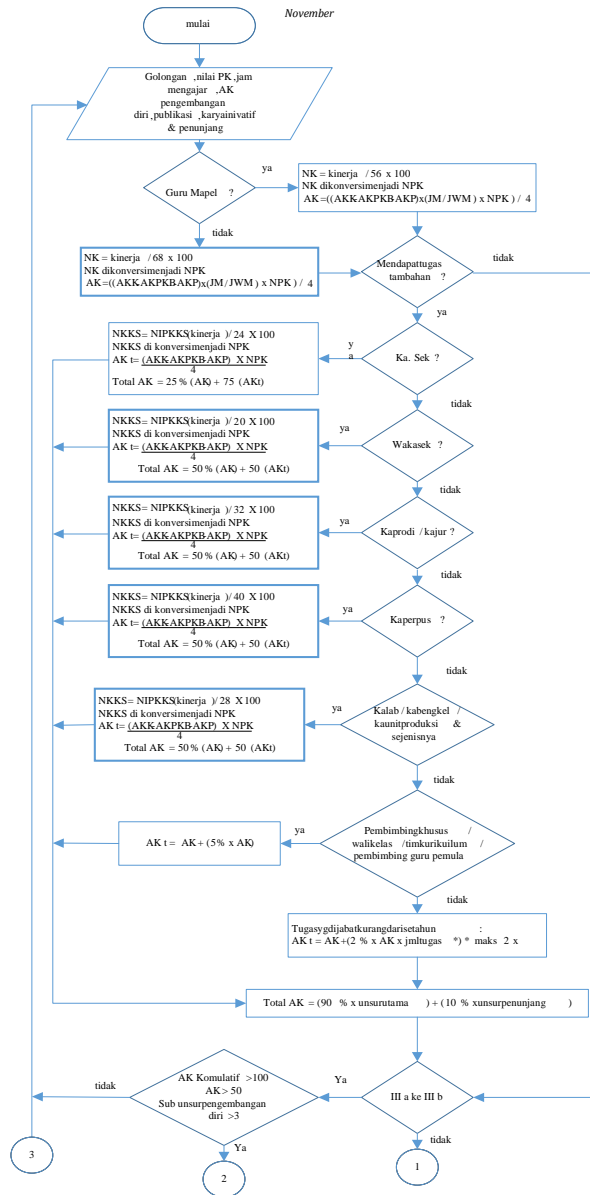 November
mulai
Golongan ,nilai PK ,jam
mengajar ,AK
pengembangan
diri ,publikasi ,karyainivatif
& penunjang
Guru Mapel ?
ya
NK = kinerja / 56 x 100
NK dikonversimenjadi NPK
AK=((AKK-AKPKB-AKP)x(JM / JWM ) x NPK ) / 4
tidak
NK = kinerja / 68 x 100
NK dikonversimenjadi NPK
AK=((AKK-AKPKB-AKP)x(JM / JWM ) x NPK ) / 4
Mendapattugas
tambahan ?
tidak
ya
NKKS= NIPKKS(kinerja )/ 24 X 100
NKKS di konversimenjadi NPK
AK t= (AKK-AKPKB-AKP) X NPK
4
Total AK = 25 % (AK) + 75 (AKt)
ya
Ka. Sek ?
tidak
NKKS= NIPKKS(kinerja )/ 20 X 100
NKKS di konversimenjadi NPK
AK t= (AKK-AKPKB-AKP) X NPK
4
Total AK = 50 % (AK) + 50 (AKt)
ya
Wakasek ?
tidak
NKKS= NIPKKS(kinerja )/ 32 X 100
NKKS di konversimenjadi NPK
AK t= (AKK-AKPKB-AKP) X NPK
4
Total AK = 50 % (AK) + 50 (AKt)
ya
Kaprodi / kajur ?
tidak
NKKS= NIPKKS(kinerja )/ 40 X 100
NKKS di konversimenjadi NPK
AK t= (AKK-AKPKB-AKP) X NPK
4
Total AK = 50 % (AK) + 50 (AKt)
ya
Kaperpus ?
tidak
NKKS= NIPKKS(kinerja )/ 28 X 100
NKKS di konversimenjadi NPK
AK t= (AKK-AKPKB-AKP) X NPK
4
Total AK = 50 % (AK) + 50 (AKt)
ya
Kalab / kabengkel /
kaunitproduksi &
sejenisnya
tidak
AK t = AK + (5% x AK)
ya
Pembimbingkhusus /
walikelas /timkurikuilum /
pembimbing guru pemula
tidak
Tugasygdijabatkurangdarisetahun :
AK t = AK+(2 % x AK x jmltugas *) * maks 2 x
Total AK = (90 % x unsurutama ) + (10 % xunsurpenunjang )
tidak
AK Komulatif >100
AK > 50
Sub unsurpengembangan
diri >3
Ya
III a ke III b
Ya
tidak
3
2
1